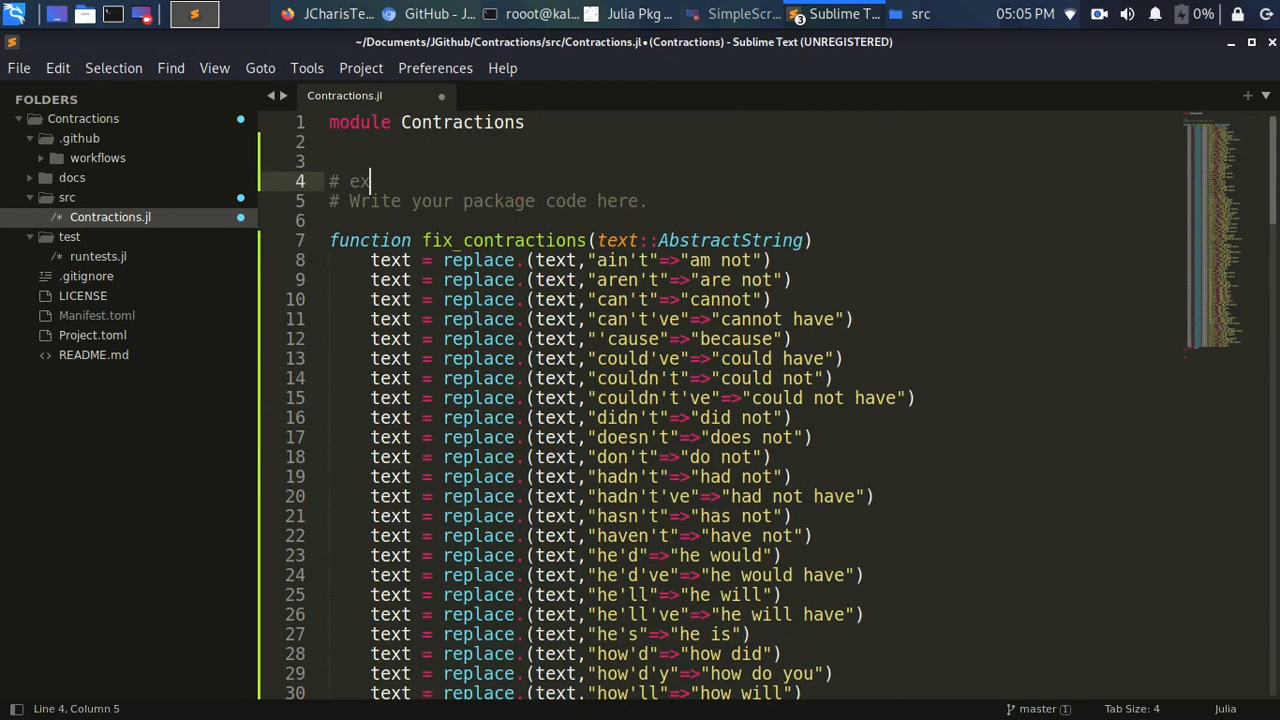 JCharisTe…
GitHub - J…
rooot@kal…
Julia Pkg …
SimpleScr…
3
Sublime T…
src
05:05 PM
0%
~/Documents/JGithub/Contractions/src/Contractions.jl • (Contractions) - Sublime Text (UNREGISTERED)
File Edit Selection Find View Goto Tools Project Preferences Help
FOLDERS
Contractions
.github
workflows
docs
src
/* Contractions.jl
test
/* runtests.jl
.gitignore
LICENSE
Manifest.toml
Project.toml
<> README.md
Contractions.jl
1 module Contractions
2
3
4 # ex
5 # Write your package code here.
6
7 function fix_contractions(text::AbstractString)
8 text = replace.(text,"ain't"=>"am not")
9 text = replace.(text,"aren't"=>"are not")
10 text = replace.(text,"can't"=>"cannot")
11 text = replace.(text,"can't've"=>"cannot have")
12 text = replace.(text,"'cause"=>"because")
13 text = replace.(text,"could've"=>"could have")
14 text = replace.(text,"couldn't"=>"could not")
15 text = replace.(text,"couldn't've"=>"could not have")
16 text = replace.(text,"didn't"=>"did not")
17 text = replace.(text,"doesn't"=>"does not")
18 text = replace.(text,"don't"=>"do not")
19 text = replace.(text,"hadn't"=>"had not")
20 text = replace.(text,"hadn't've"=>"had not have")
21 text = replace.(text,"hasn't"=>"has not")
22 text = replace.(text,"haven't"=>"have not")
23 text = replace.(text,"he'd"=>"he would")
24 text = replace.(text,"he'd've"=>"he would have")
25 text = replace.(text,"he'll"=>"he will")
26 text = replace.(text,"he'll've"=>"he will have")
27 text = replace.(text,"he's"=>"he is")
28 text = replace.(text,"how'd"=>"how did")
29 text = replace.(text,"how'd'y"=>"how do you")
30 text = replace.(text,"how'll"=>"how will")
Line 4, Column 5
master 1
Tab Size: 4
Julia